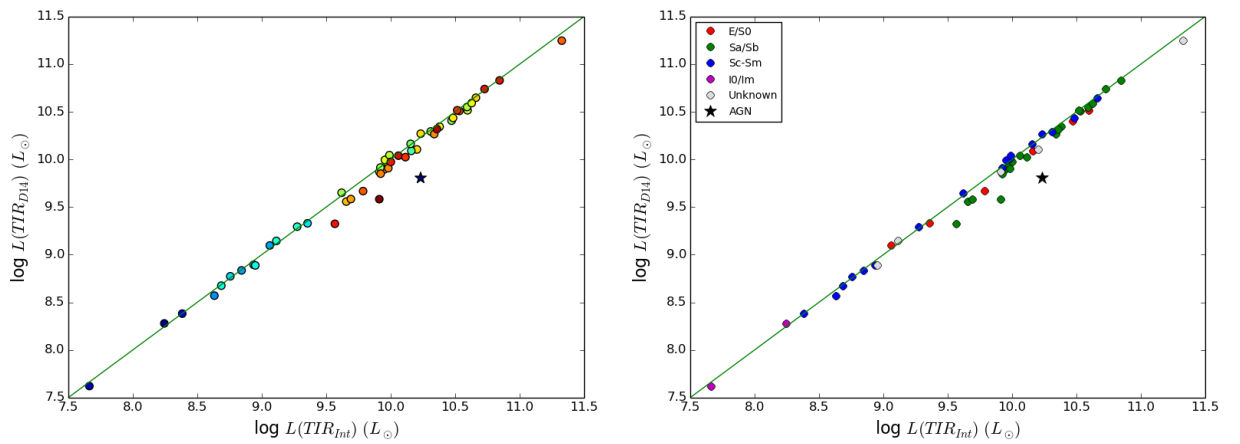 11.5
11.0
10.5
10.0
9.5
9.0
8.5
8.0
7.5
log L(TIR_D14) (L_⊙)
7.5 8.0 8.5 9.0 9.5 10.0 10.5 11.0 11.5
log L(TIR_Int) (L_⊙)
11.5
11.0
10.5
10.0
9.5
9.0
8.5
8.0
7.5
log L(TIR_D14) (L_⊙)
E/S0
Sa/Sb
Sc-Sm
I0/Im
Unknown
AGN
7.5 8.0 8.5 9.0 9.5 10.0 10.5 11.0 11.5
log L(TIR_Int) (L_⊙)